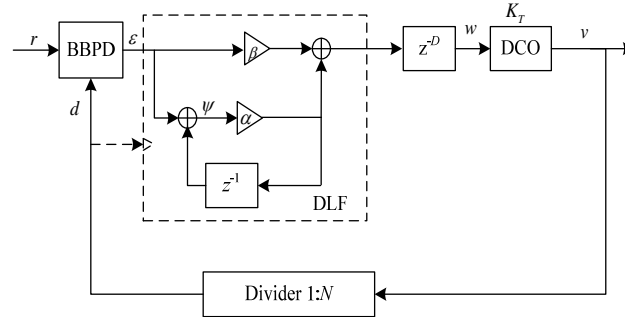 K_T
r
BBPD
ε
β
z^-D
w
DCO
v
d
ψ
α
z^-1
DLF
Divider 1:N